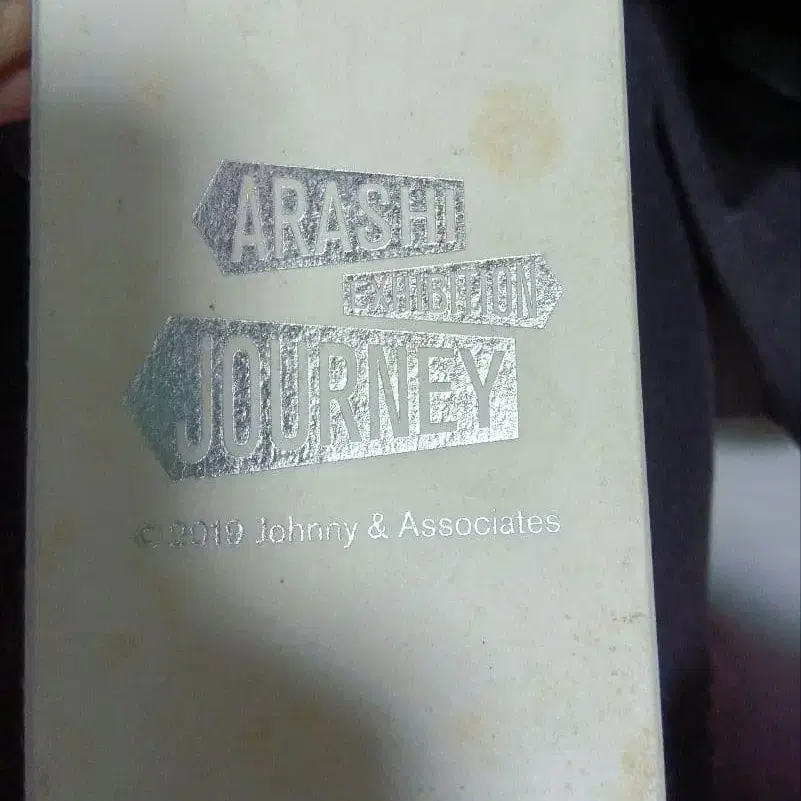 ARASHI
EXHIBITION
JOURNEY
© 2019 Johnny & Associates